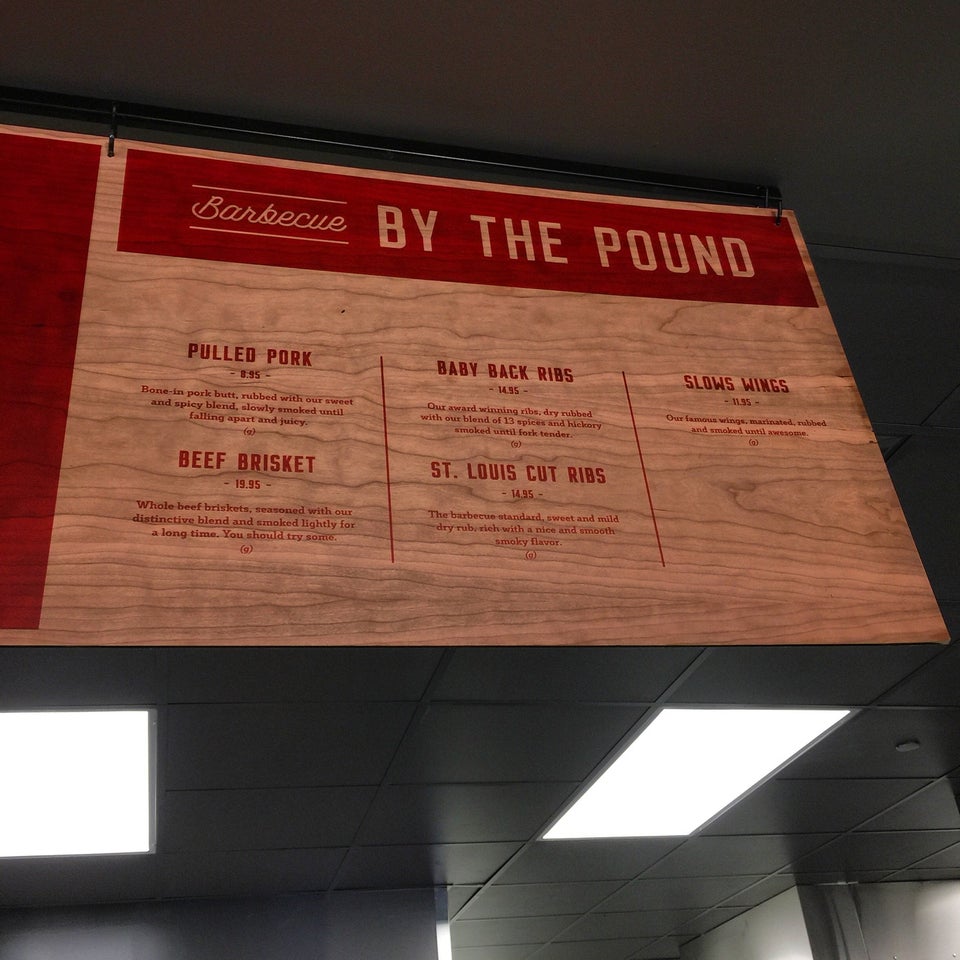 Barbecue BY THE POUND
PULLED PORK
- 8.95 -
Bone-in pork butt, rubbed with our sweet
and spicy blend, slowly smoked until
falling apart and juicy.
(g)
BEEF BRISKET
- 19.95 -
Whole beef briskets, seasoned with our
distinctive blend and smoked lightly for
a long time. You should try some.
(g)
BABY BACK RIBS
- 14.95 -
Our award winning ribs, dry rubbed
with our blend of 13 spices and hickory
smoked until fork tender.
(g)
ST. LOUIS CUT RIBS
- 14.95 -
The barbecue standard, sweet and mild
dry rub, rich with a nice and smooth
smoky flavor.
(g)
SLOWS WINGS
- 11.95 -
Our famous wings, marinated, rubbed
and smoked until awesome.
(g)